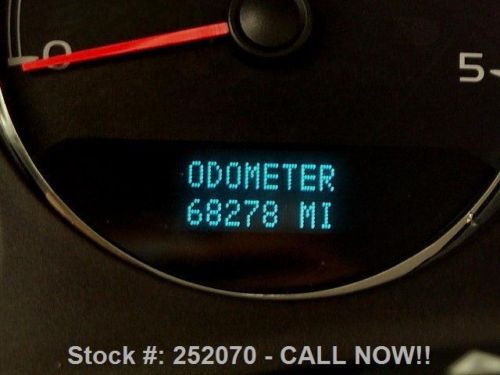 0 5
ODOMETER
68278 MI
Stock #: 252070 - CALL NOW!!